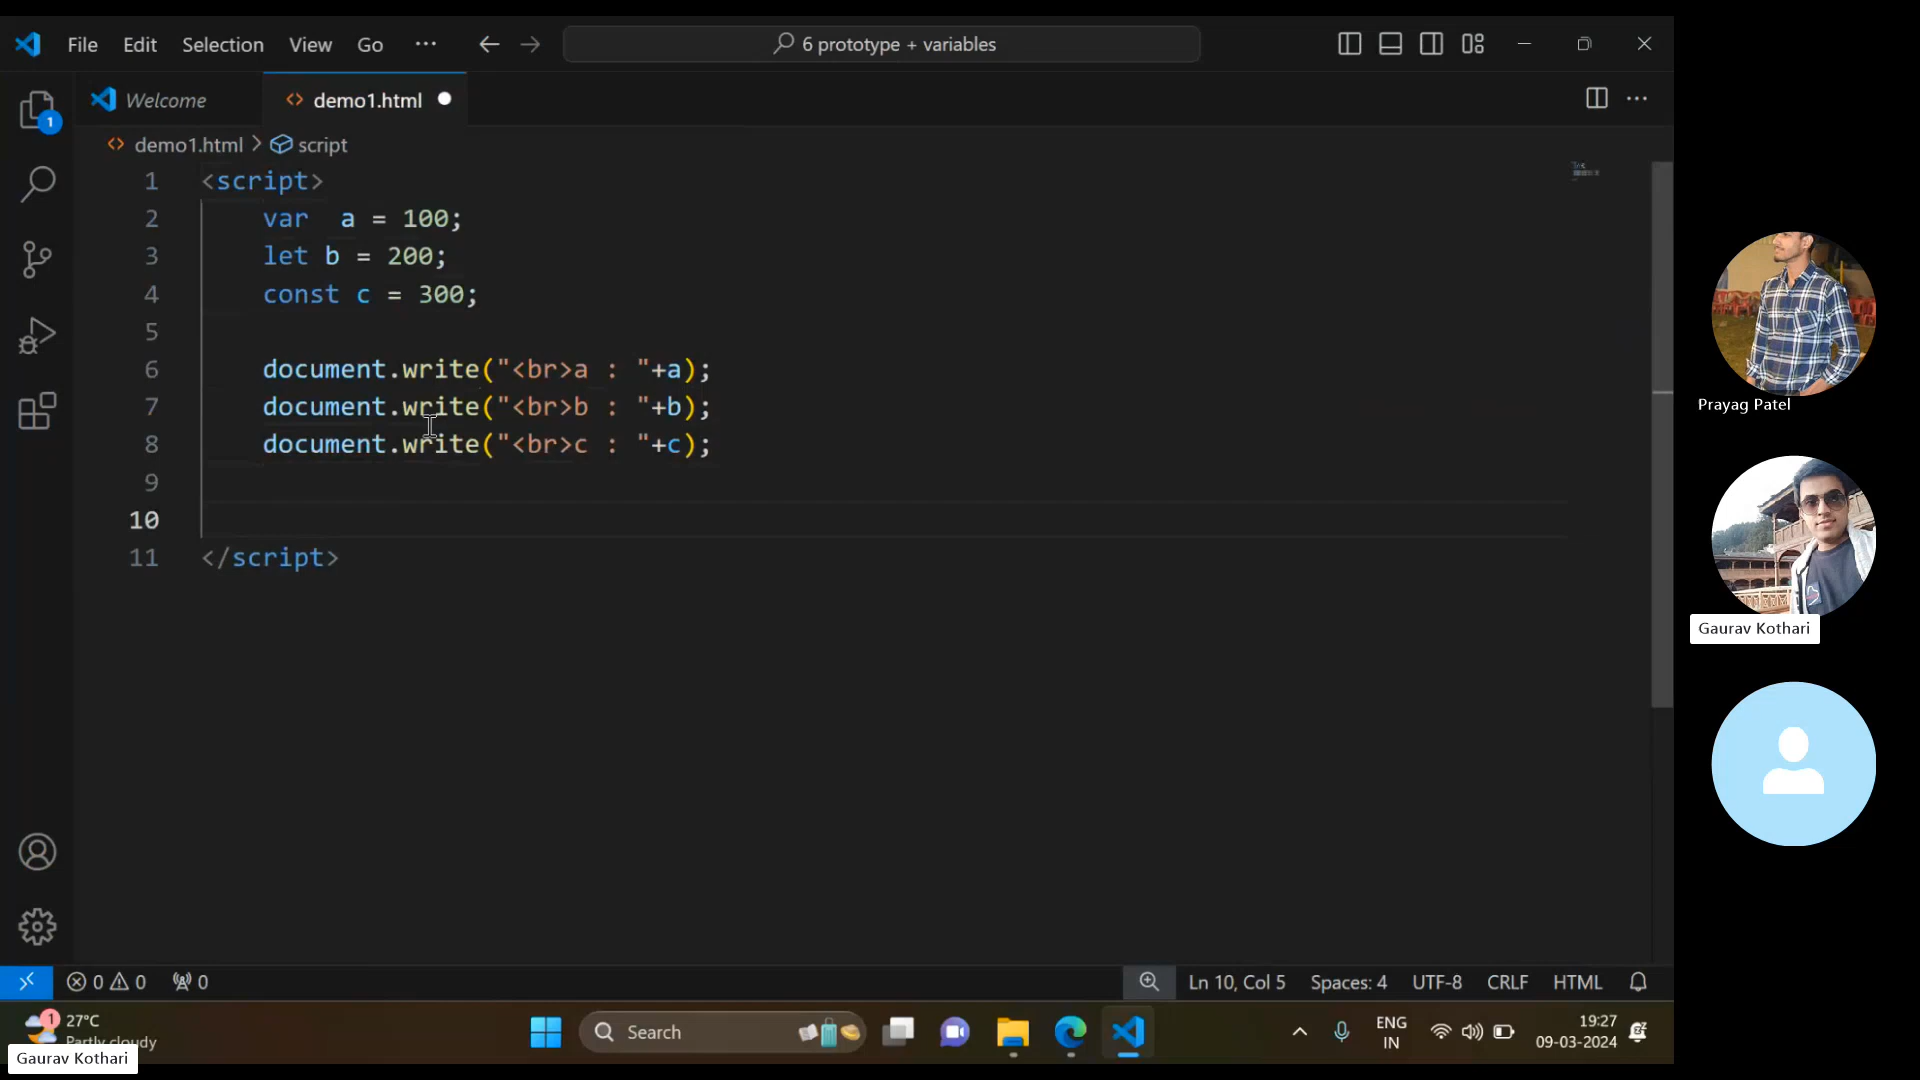 File Edit Selection View Go ··· 6 prototype + variables
1 Welcome demo1.html
demo1.html > script
1 <script>
2 var  a = 100;
3 let b = 200;
4 const c = 300;
5
6 document.write("<br>a : "+a);
7 document.write("<br>b : "+b);
8 document.write("<br>c : "+c);
9
10
11 </script>
Prayag Patel
Gaurav Kothari
0 0 0 Ln 10, Col 5 Spaces: 4 UTF-8 CRLF HTML
1 27°C
Partly cloudy
Search
ENG
IN
19:27
09-03-2024
Gaurav Kothari